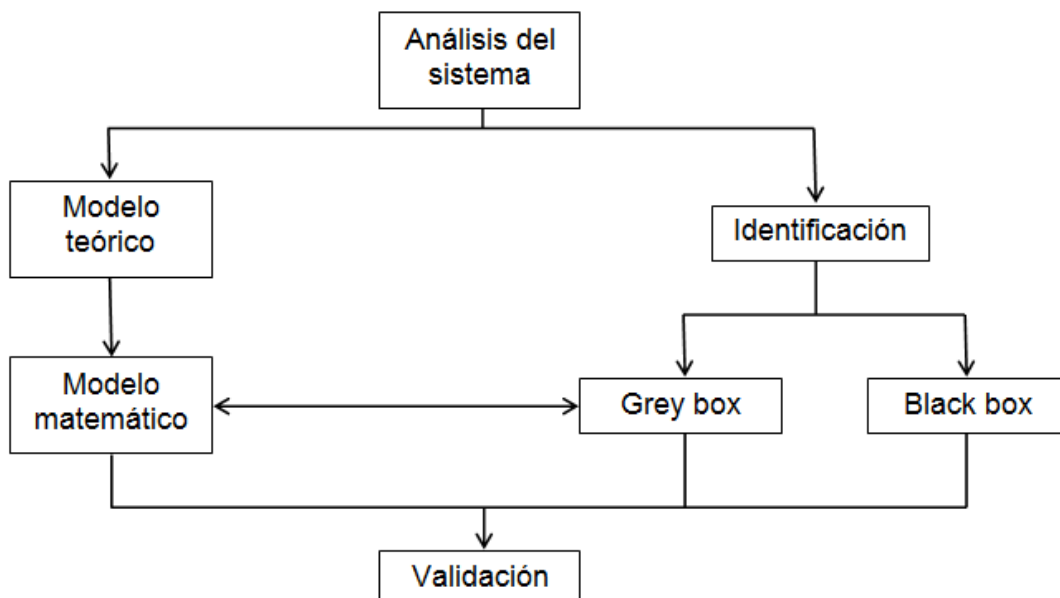 Análisis del
sistema
Modelo
teórico
Identificación
Modelo
matemático
Grey box
Black box
Validación